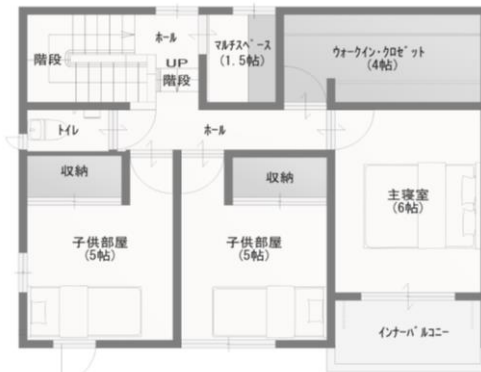 ホール
階段
UP
階段
マルチスペース
(1.5帖)
ウォークイン・クロゼット
(4帖)
トイレ
ホール
収納
収納
主寝室
(6帖)
子供部屋
(5帖)
子供部屋
(5帖)
インナーバルコニー